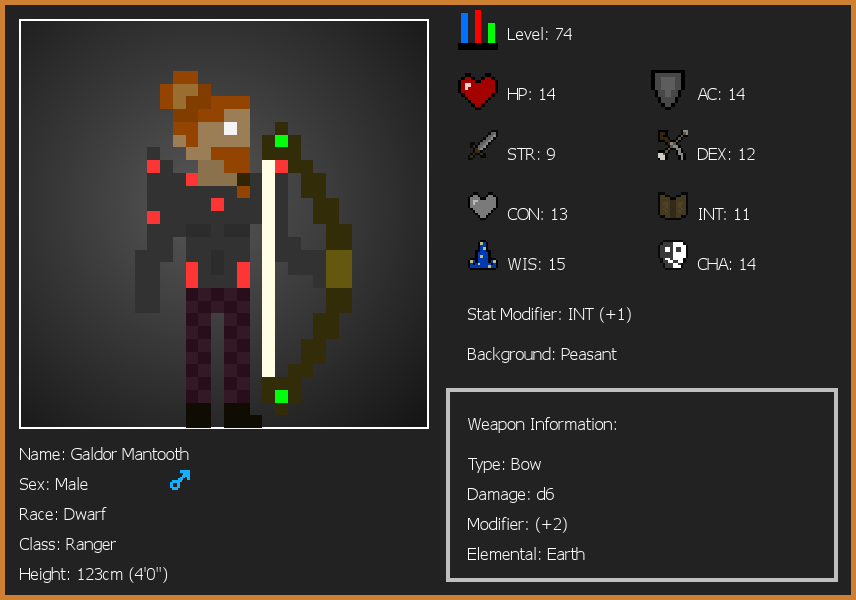 Level: 74
HP: 14
AC: 14
STR: 9
DEX: 12
CON: 13
INT: 11
WIS: 15
CHA: 14
Stat Modifier: INT (+1)
Background: Peasant
Weapon Information:
Type: Bow
Damage: d6
Modifier: (+2)
Elemental: Earth
Name: Galdor Mantooth
Sex: Male
Race: Dwarf
Class: Ranger
Height: 123cm (4'0")